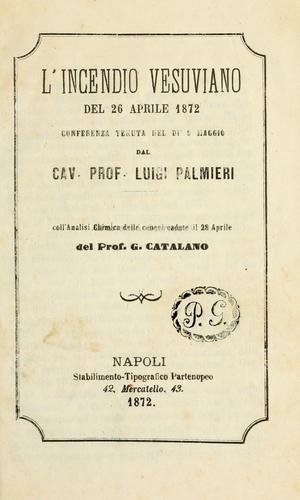 L'INCENDIO VESUVIANO
DEL 26 APRILE 1872
CONFERENZA TENUTA NEL DI' 5 MAGGIO
DAL
CAV. PROF. LUIGI PALMIERI
coll'Analisi Chimica delle ceneri cadute il 28 Aprile
del Prof. G. CATALANO
P. G.
NAPOLI
Stabilimento-Tipografico Partenopeo
42, Mercatello, 43.
1872.